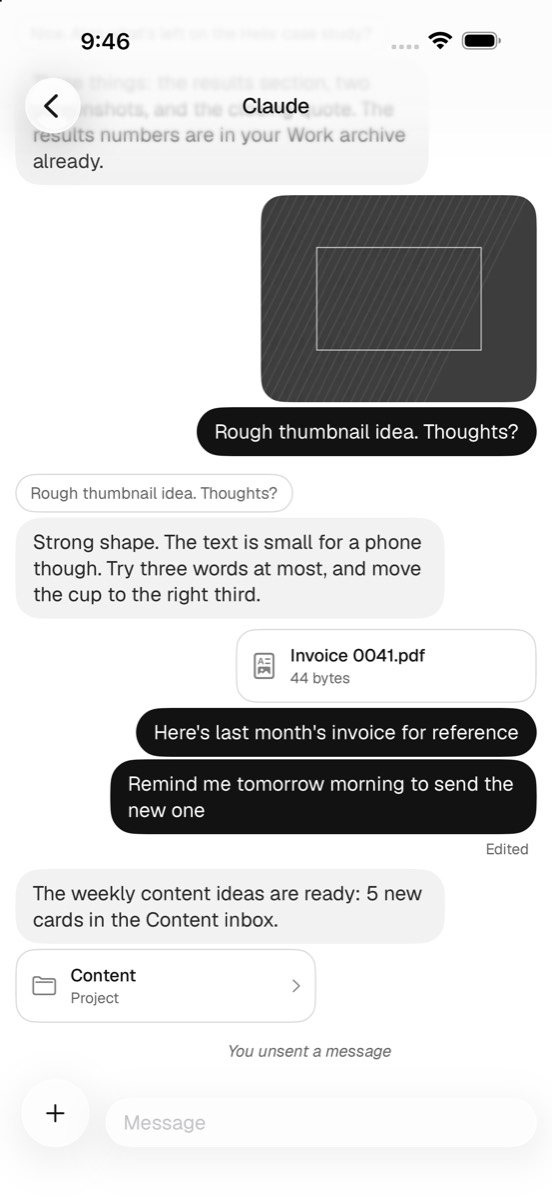 9:46
Claude
results numbers are in your Work archive
already.
Rough thumbnail idea. Thoughts?
Rough thumbnail idea. Thoughts?
Strong shape. The text is small for a phone
though. Try three words at most, and move
the cup to the right third.
Invoice 0041.pdf
44 bytes
Here's last month's invoice for reference
Remind me tomorrow morning to send the
new one
Edited
The weekly content ideas are ready: 5 new
cards in the Content inbox.
Content
Project
You unsent a message
Message